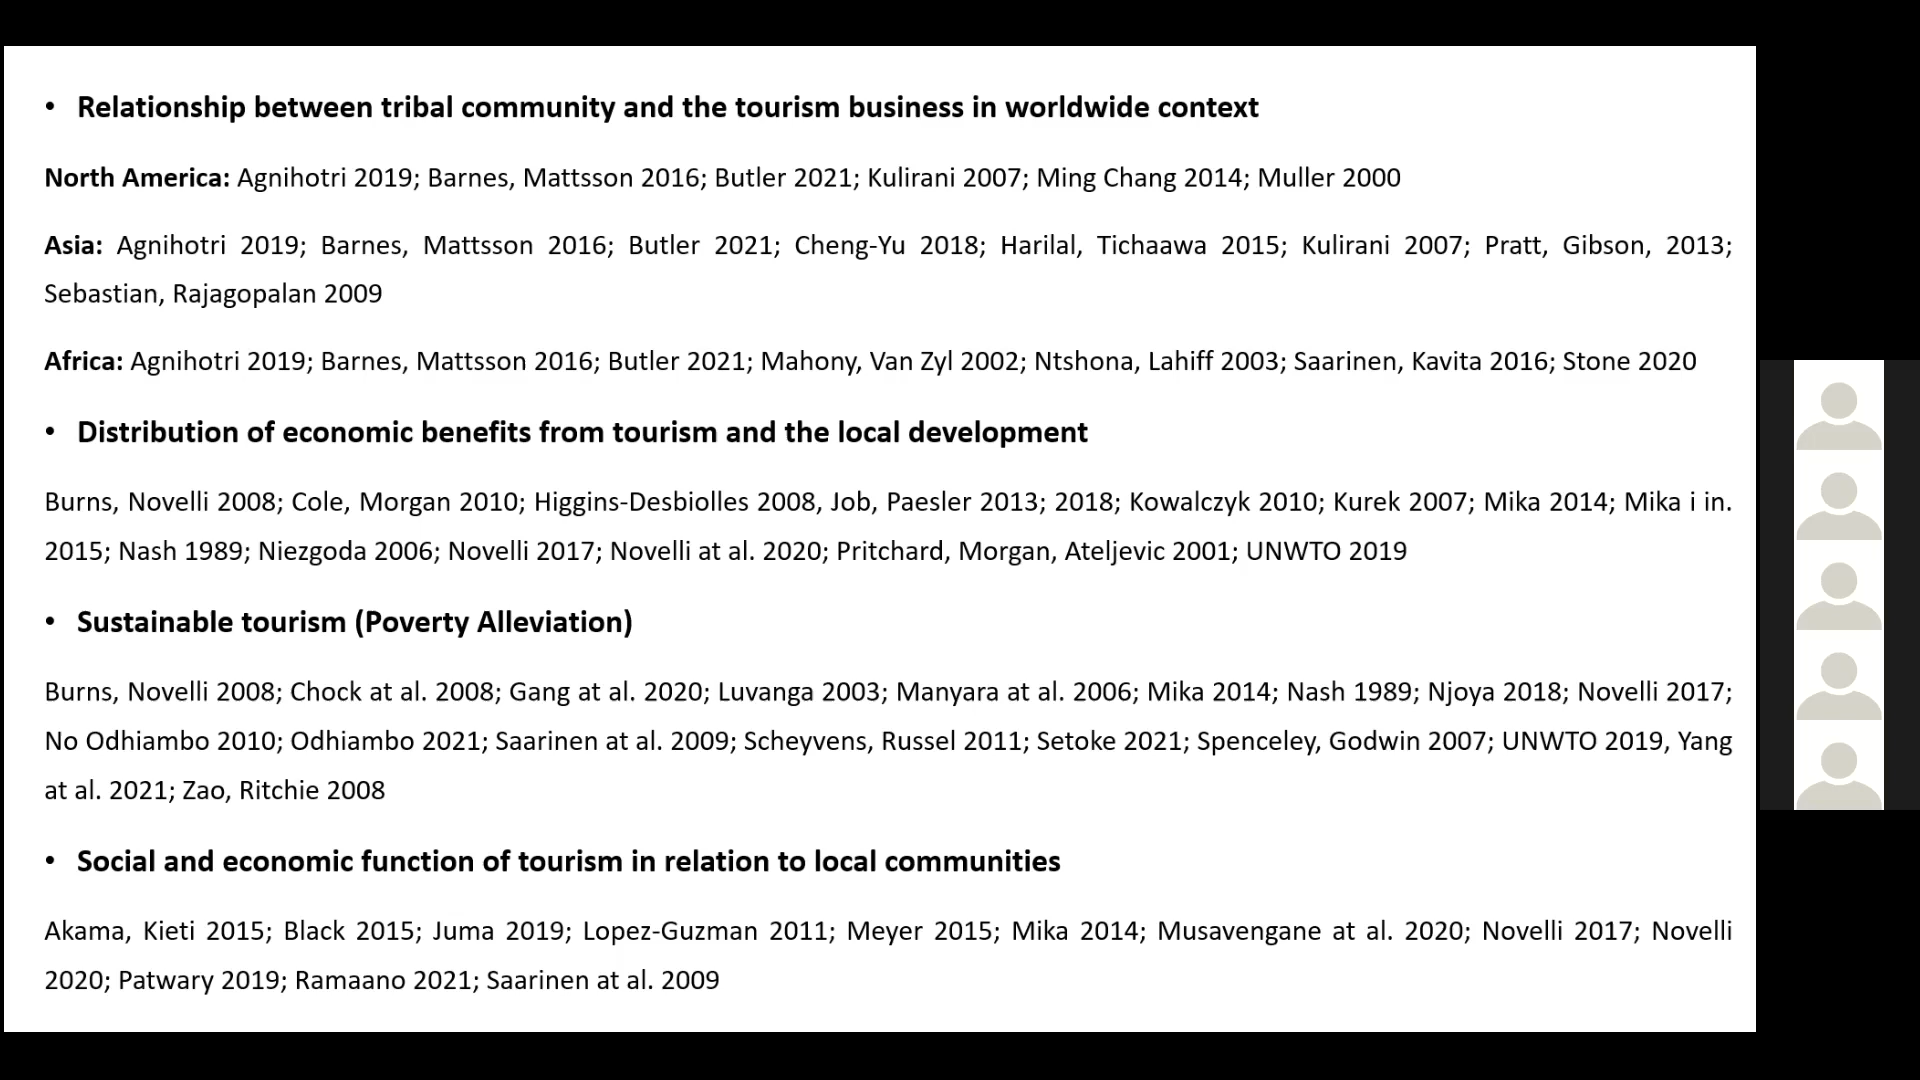 • Relationship between tribal community and the tourism business in worldwide context
North America: Agnihotri 2019; Barnes, Mattsson 2016; Butler 2021; Kulirani 2007; Ming Chang 2014; Muller 2000
Asia: Agnihotri 2019; Barnes, Mattsson 2016; Butler 2021; Cheng-Yu 2018; Harilal, Tichaawa 2015; Kulirani 2007; Pratt, Gibson, 2013;
Sebastian, Rajagopalan 2009
Africa: Agnihotri 2019; Barnes, Mattsson 2016; Butler 2021; Mahony, Van Zyl 2002; Ntshona, Lahiff 2003; Saarinen, Kavita 2016; Stone 2020
• Distribution of economic benefits from tourism and the local development
Burns, Novelli 2008; Cole, Morgan 2010; Higgins-Desbiolles 2008, Job, Paesler 2013; 2018; Kowalczyk 2010; Kurek 2007; Mika 2014; Mika i in.
2015; Nash 1989; Niezgoda 2006; Novelli 2017; Novelli at al. 2020; Pritchard, Morgan, Ateljevic 2001; UNWTO 2019
• Sustainable tourism (Poverty Alleviation)
Burns, Novelli 2008; Chock at al. 2008; Gang at al. 2020; Luvanga 2003; Manyara at al. 2006; Mika 2014; Nash 1989; Njoya 2018; Novelli 2017;
No Odhiambo 2010; Odhiambo 2021; Saarinen at al. 2009; Scheyvens, Russel 2011; Setoke 2021; Spenceley, Godwin 2007; UNWTO 2019, Yang
at al. 2021; Zao, Ritchie 2008
• Social and economic function of tourism in relation to local communities
Akama, Kieti 2015; Black 2015; Juma 2019; Lopez-Guzman 2011; Meyer 2015; Mika 2014; Musavengane at al. 2020; Novelli 2017; Novelli
2020; Patwary 2019; Ramaano 2021; Saarinen at al. 2009